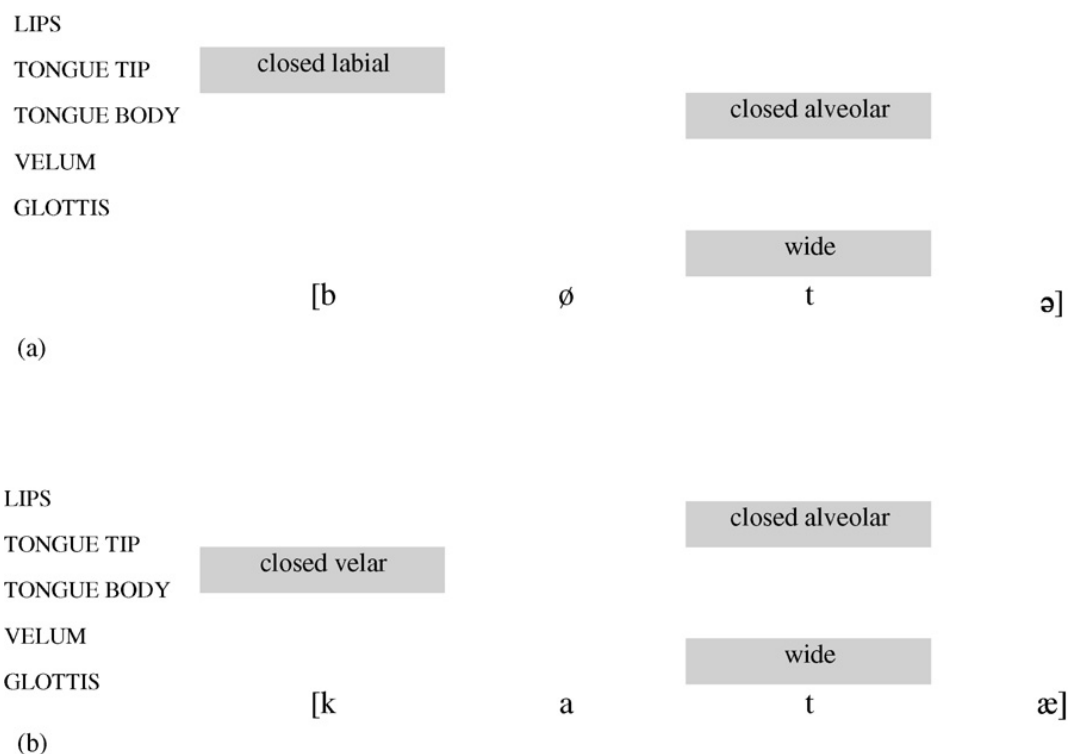 LIPS
TONGUE TIP closed labial
TONGUE BODY closed alveolar
VELUM
GLOTTIS
wide
[b ø t ə]
(a)
LIPS
closed alveolar
TONGUE TIP
closed velar
TONGUE BODY
VELUM
wide
GLOTTIS
[k a t æ]
(b)